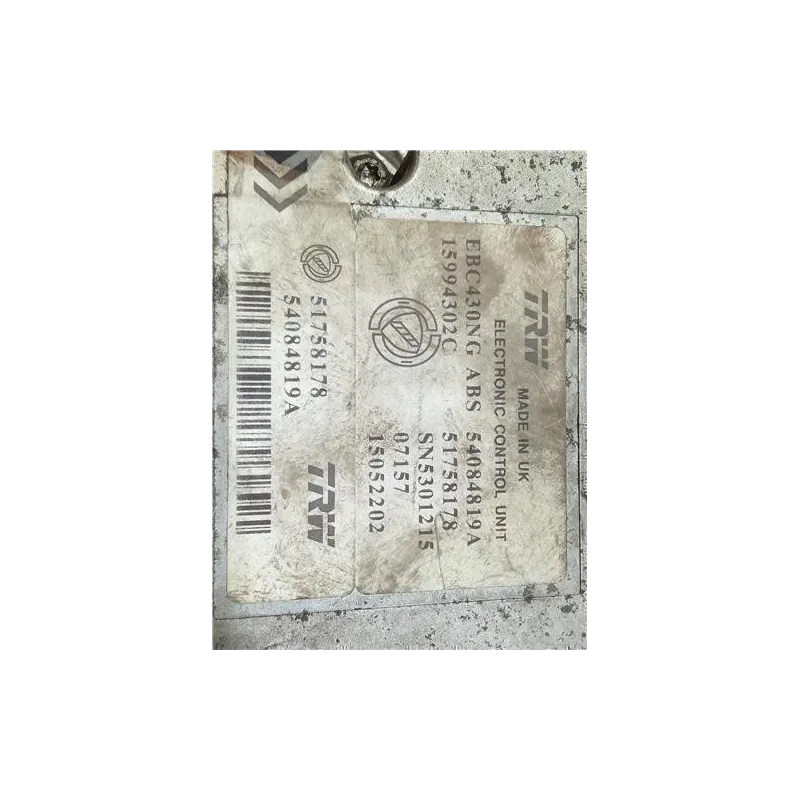 TRW MADE IN UK
ELECTRONIC CONTROL UNIT
EBC430NG ABS 54084819A
15994302C 51758178
SN5301215
07157
15052202
51758178 TRW
54084819A